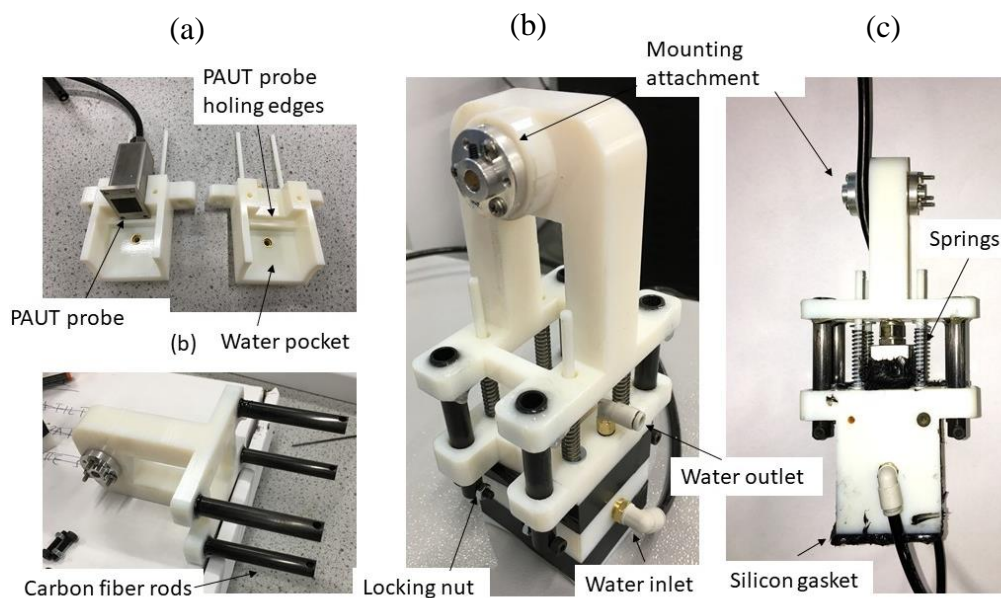 (a)
(b)
(c)
PAUT probe
holing edges
Mounting
attachment
Springs
PAUT probe
(b)
Water pocket
Water outlet
Carbon fiber rods
Locking nut
Water inlet
Silicon gasket